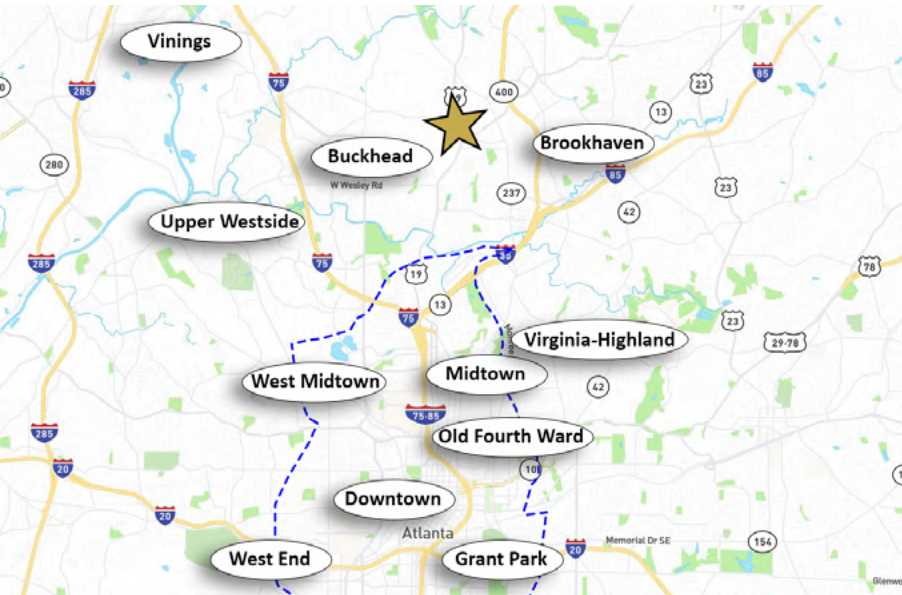 Vinings
75
85
285
23
400
13
Brookhaven
Buckhead
280
85
W Wesley Rd
23
237
42
Upper Westside
285
75
78
19
13
75
23
Virginia-Highland
29-78
Midtown
West Midtown
42
75-85
285
Old Fourth Ward
20
10
Downtown
20
Atlanta
Memorial Dr SE
154
20
West End
Grant Park